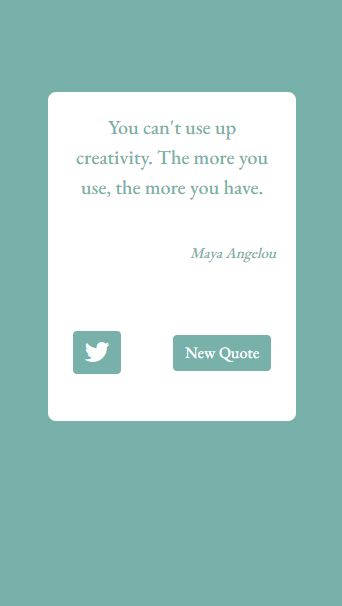 You can't use up
creativity. The more you
use, the more you have.
Maya Angelou
New Quote